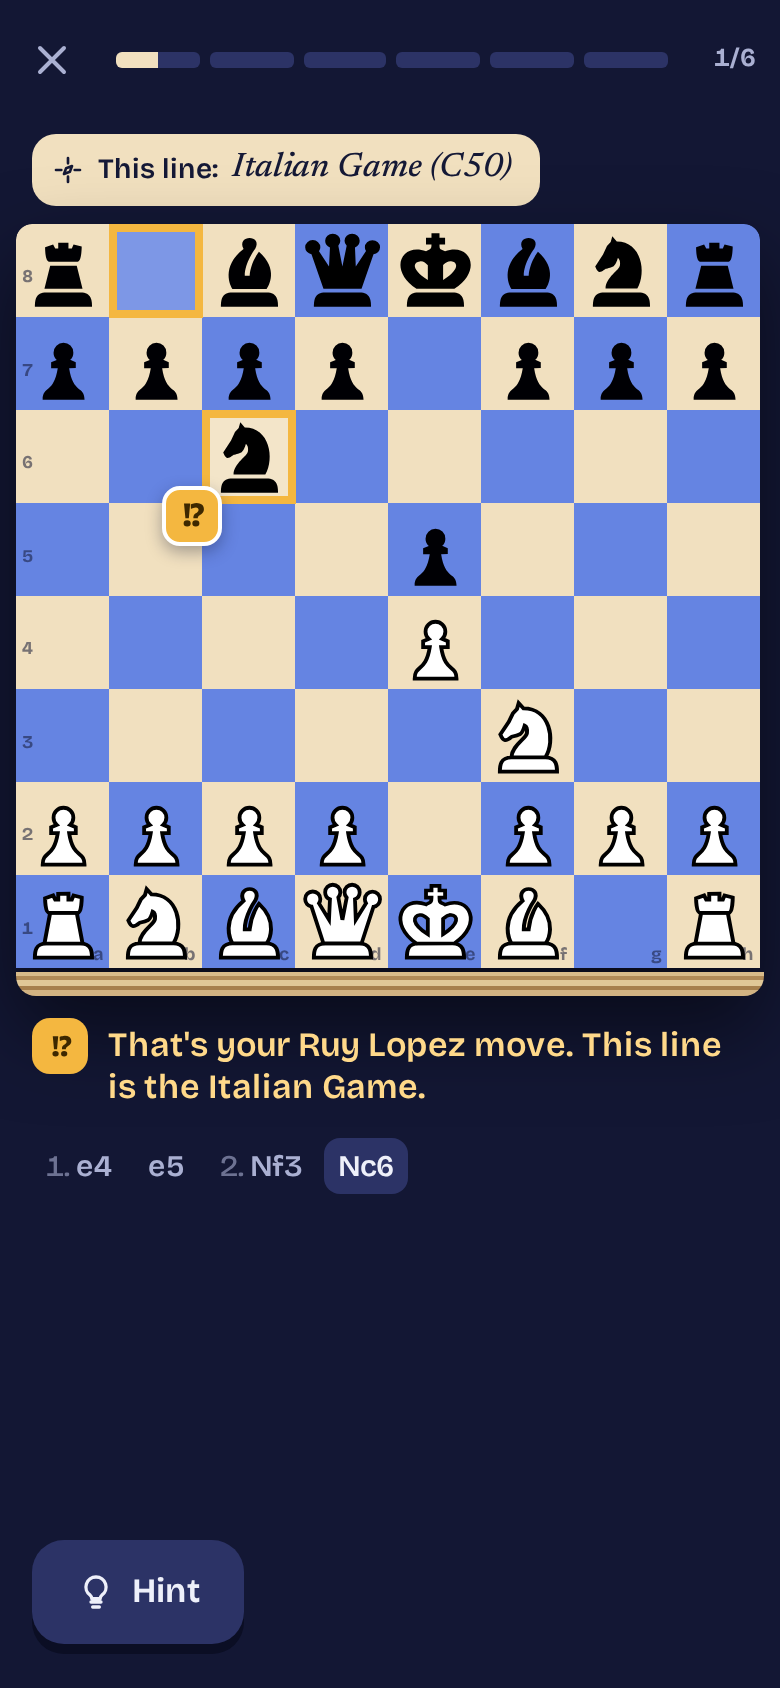 1/6
This line: Italian Game (C50)
8
7
6
⁉
5
4
3
2
1
a b c d e f g h
⁉ That's your Ruy Lopez move. This line
is the Italian Game.
1. e4 e5 2. Nf3 Nc6
Hint